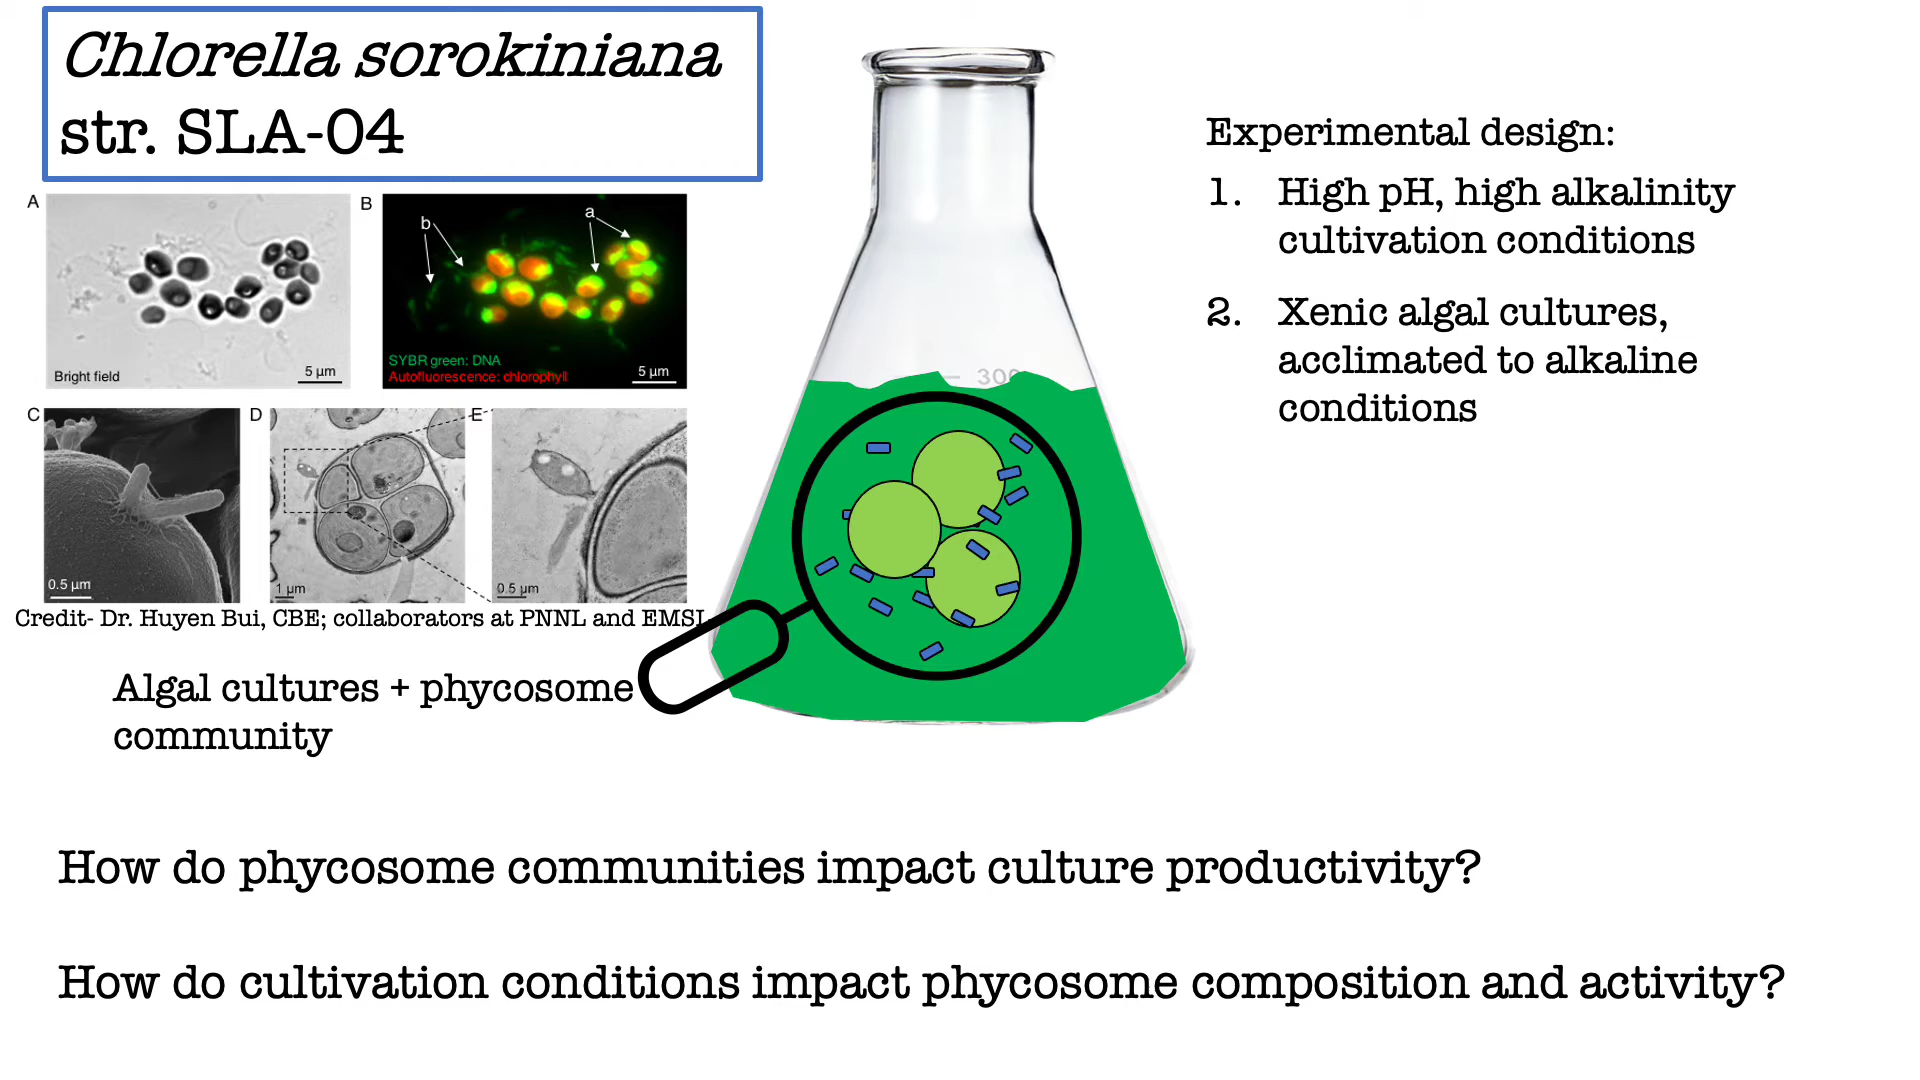 Chlorella sorokiniana
str. SLA-04
A
B
b
a
Bright field
5 µm
SYBR green: DNA
Autofluorescence: chlorophyll
5 µm
C
D
E
0.5 µm
1 µm
0.5 µm
Credit- Dr. Huyen Bui, CBE; collaborators at PNNL and EMSL
Algal cultures + phycosome
community
300
Experimental design:
1. High pH, high alkalinity
cultivation conditions
2. Xenic algal cultures,
acclimated to alkaline
conditions
How do phycosome communities impact culture productivity?
How do cultivation conditions impact phycosome composition and activity?